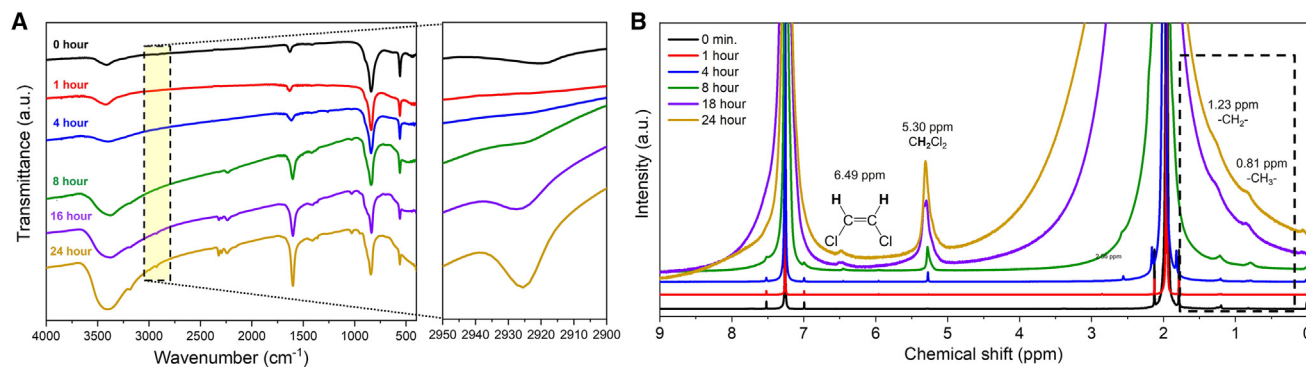 A
0 hour
1 hour
4 hour
8 hour
16 hour
24 hour
Transmittance (a.u.)
4000 3500 3000 2500 2000 1500 1000 500
2950 2940 2930 2920 2910 2900
Wavenumber (cm-1)
B
0 min.
1 hour
4 hour
8 hour
18 hour
24 hour
6.49 ppm
H H
Cl Cl
5.30 ppm
CH2Cl2
1.23 ppm
-CH2-
0.81 ppm
-CH3-
Intensity (a.u.)
9 8 7 6 5 4 3 2 1 0
Chemical shift (ppm)